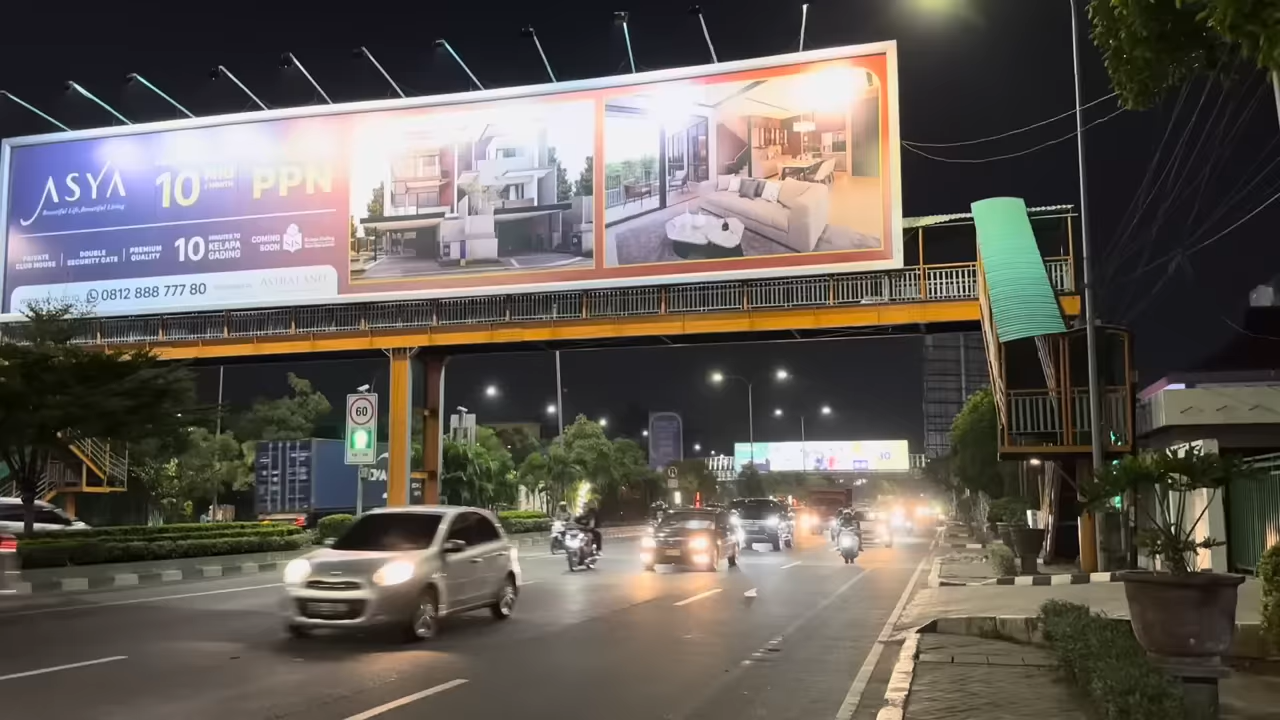 ASYA
Beautiful Life, Beautiful Living
10
PPN
PRIVATE
CLUB HOUSE
DOUBLE
SECURITY GATE
PREMIUM
QUALITY
10
MINUTES TO
KELAPA
GADING
COMING
SOON
0812 888 777 80
ASTRA LAND
60